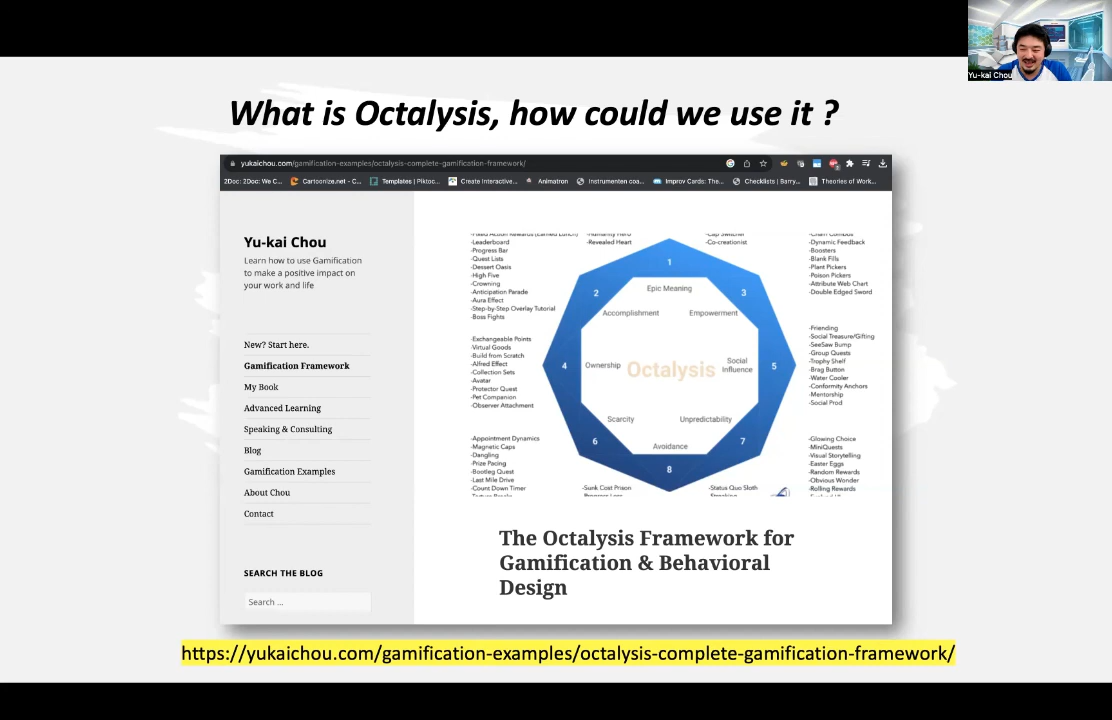 Yu-kai Chou
What is Octalysis, how could we use it ?
yukaichou.com/gamification-examples/octalysis-complete-gamification-framework/
2Doc: 2Doc: We C...
Cartoonize.net - C...
Templates | Piktoc...
Create Interactive...
Animatron
Instrumenten coa...
Improv Cards: The...
Checklists | Barry...
Theories of Work...
Yu-kai Chou
Learn how to use Gamification
to make a positive impact on
your work and life
New? Start here.
Gamification Framework
My Book
Advanced Learning
Speaking & Consulting
Blog
Gamification Examples
About Chou
Contact
SEARCH THE BLOG
Search ...
-Leaderboard
-Progress Bar
-Quest Lists
-Dessert Oasis
-High Five
-Crowning
-Anticipation Parade
-Aura Effect
-Step-by-Step Overlay Tutorial
-Boss Fights
-Revealed Heart
-Co-creationist
-Dynamic Feedback
-Boosters
-Blank Fills
-Plant Pickers
-Poison Pickers
-Attribute Web Chart
-Double Edged Sword
-Exchangeable Points
-Virtual Goods
-Build from Scratch
-Alfred Effect
-Collection Sets
-Avatar
-Protector Quest
-Pet Companion
-Observer Attachment
1
Epic Meaning
2
Accomplishment
3
Empowerment
4
Ownership
Octalysis
Social
Influence
5
Scarcity
6
Unpredictability
7
Avoidance
8
-Friending
-Social Treasure/Gifting
-SeeSaw Bump
-Group Quests
-Trophy Shelf
-Brag Button
-Water Cooler
-Conformity Anchors
-Mentorship
-Social Prod
-Appointment Dynamics
-Magnetic Caps
-Dangling
-Prize Pacing
-Bootleg Quest
-Last Mile Drive
-Count Down Timer
-Sunk Cost Prison
-Status Quo Sloth
-Glowing Choice
-MiniQuests
-Visual Storytelling
-Easter Eggs
-Random Rewards
-Obvious Wonder
-Rolling Rewards
The Octalysis Framework for
Gamification & Behavioral
Design
https://yukaichou.com/gamification-examples/octalysis-complete-gamification-framework/